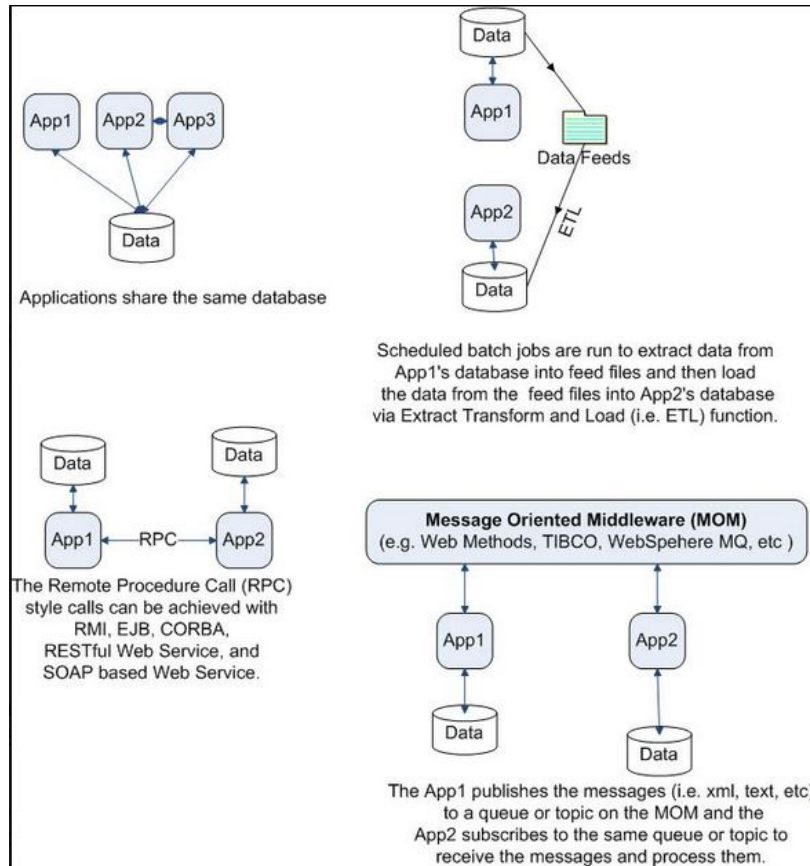 App1
App2
App3
Data
Applications share the same database
Data
App1
Data Feeds
App2
ETL
Data
Scheduled batch jobs are run to extract data from
App1's database into feed files and then load
the data from the feed files into App2's database
via Extract Transform and Load (i.e. ETL) function.
Data
Data
App1
RPC
App2
The Remote Procedure Call (RPC)
style calls can be achieved with
RMI, EJB, CORBA,
RESTful Web Service, and
SOAP based Web Service.
Message Oriented Middleware (MOM)
(e.g. Web Methods, TIBCO, WebSpehere MQ, etc )
App1
App2
Data
Data
The App1 publishes the messages (i.e. xml, text, etc)
to a queue or topic on the MOM and the
App2 subscribes to the same queue or topic to
receive the messages and process them.